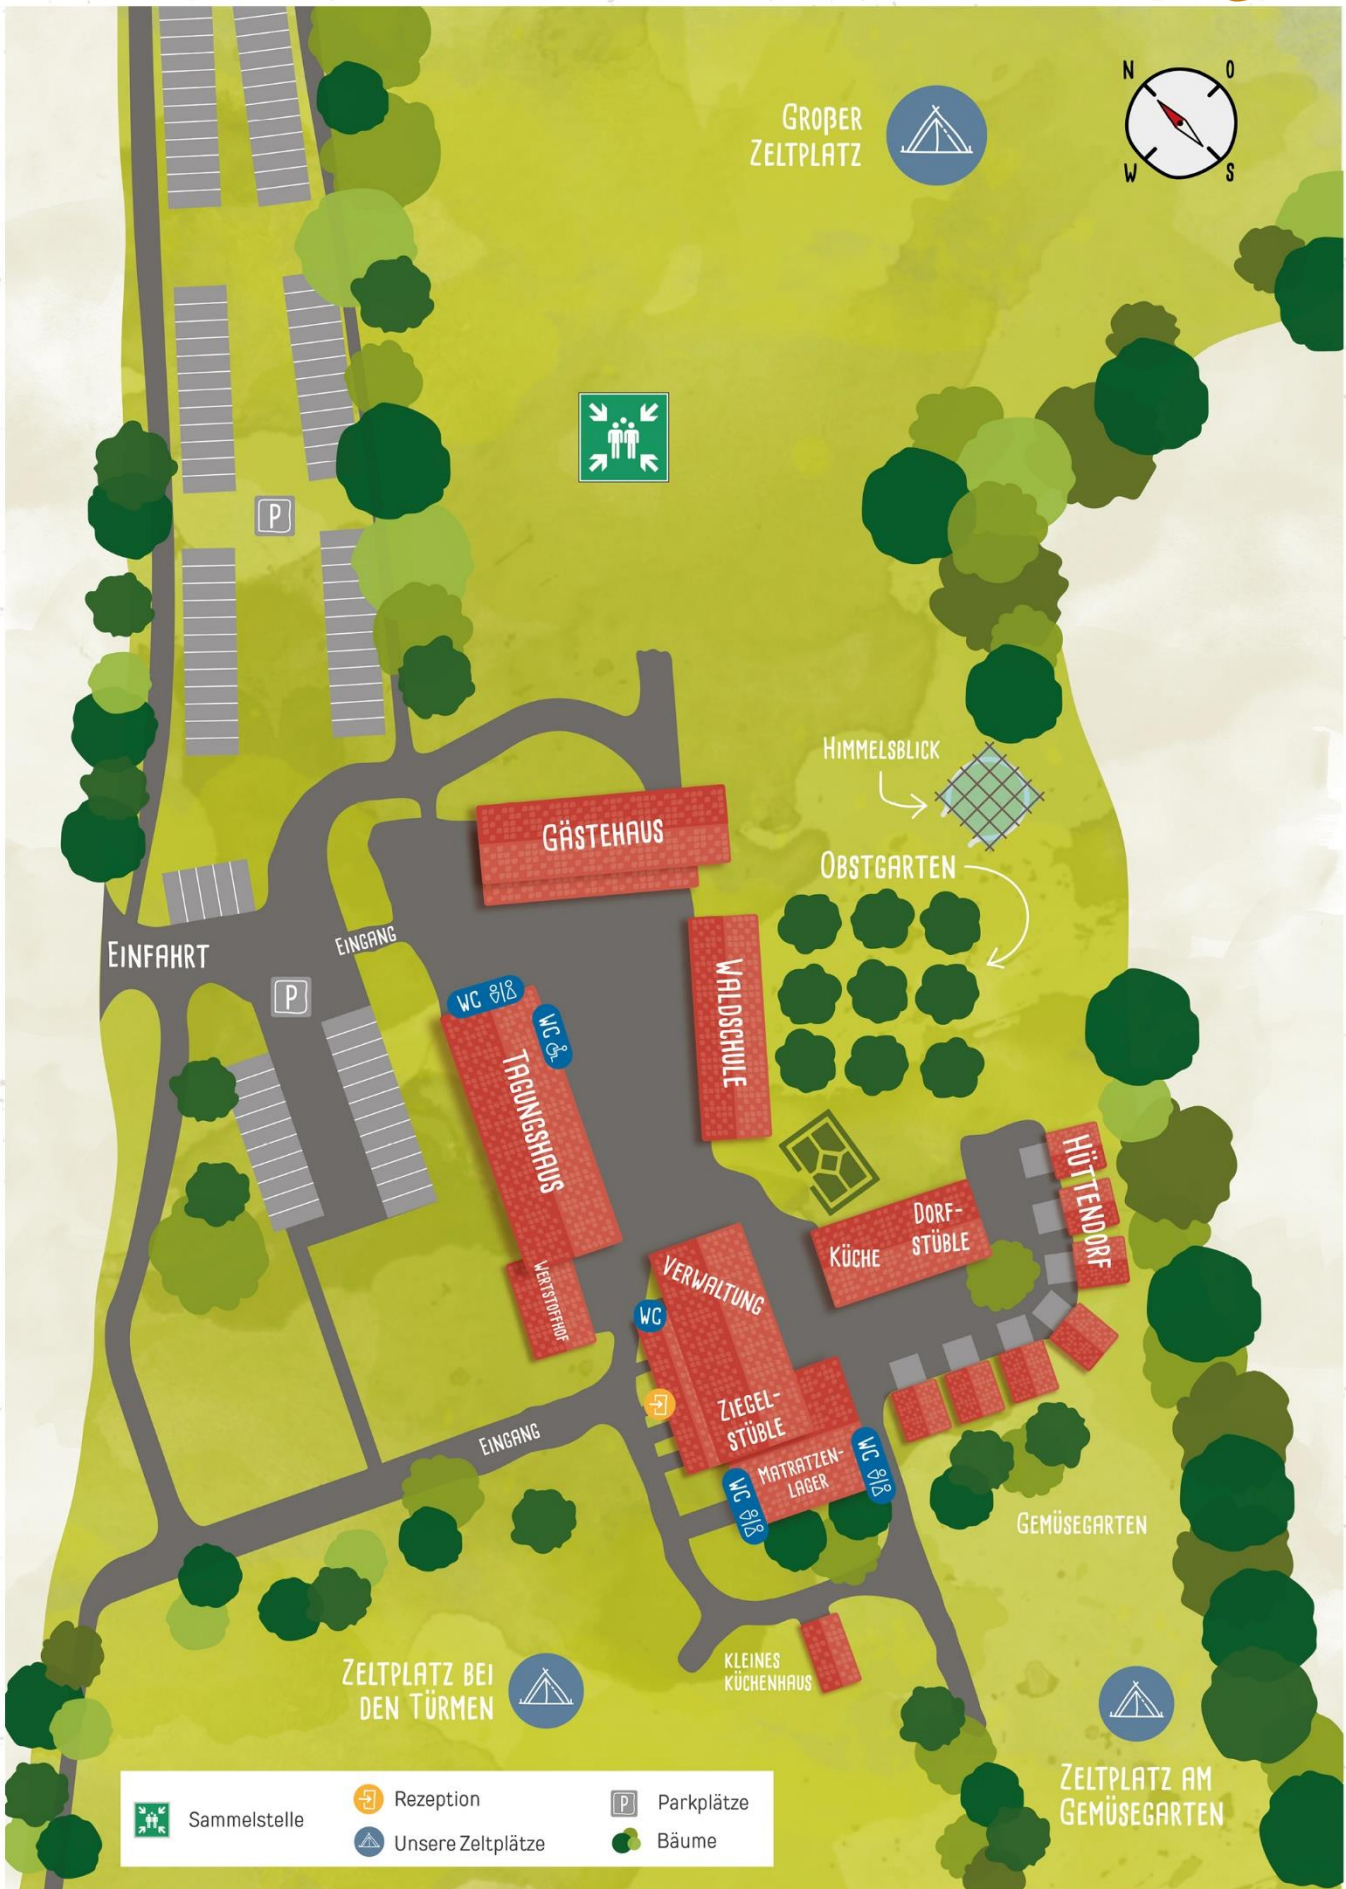 N
O
W
S
GROßER
ZELTPLATZ
P
HIMMELSBLICK
GÄSTEHAUS
OBSTGARTEN
EINGANG
EINFAHRT
P
WC
WC
WALDSCHULE
TAGUNGSHAUS
HÜTTENDORF
DORF-
STÜBLE
KÜCHE
VERWALTUNG
WERTSTOFFHOF
WC
ZIEGEL-
STÜBLE
EINGANG
MATRATZEN-
LAGER
WC
WC
GEMÜSEGARTEN
KLEINES
KÜCHENHAUS
ZELTPLATZ BEI
DEN TÜRMEN
ZELTPLATZ AM
GEMÜSEGARTEN
Sammelstelle
Rezeption
Unsere Zeltplätze
P
Parkplätze
Bäume